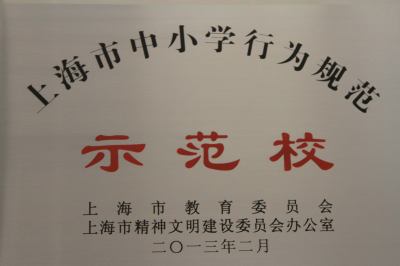 上海市中小学行为规范
示范校
上海市教育委员会
上海市精神文明建设委员会办公室
二〇一三年二月